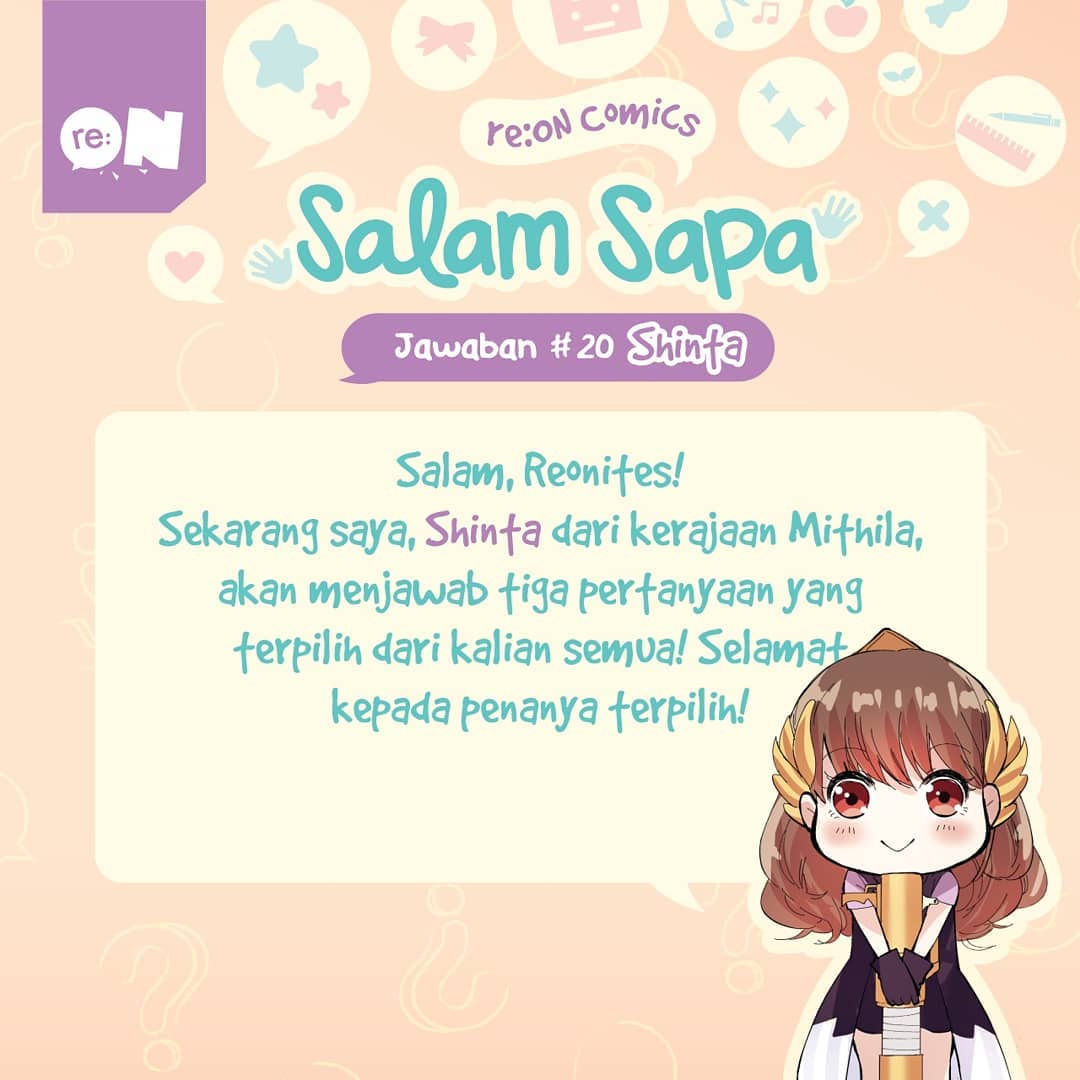 re:ON
re:ON Comics
Salam Sapa
Jawaban #20 Shinta
Salam, Reonites!
Sekarang saya, Shinta dari kerajaan Mithila,
akan menjawab tiga pertanyaan yang
terpilih dari kalian semua! Selamat
kepada penanya terpilih!